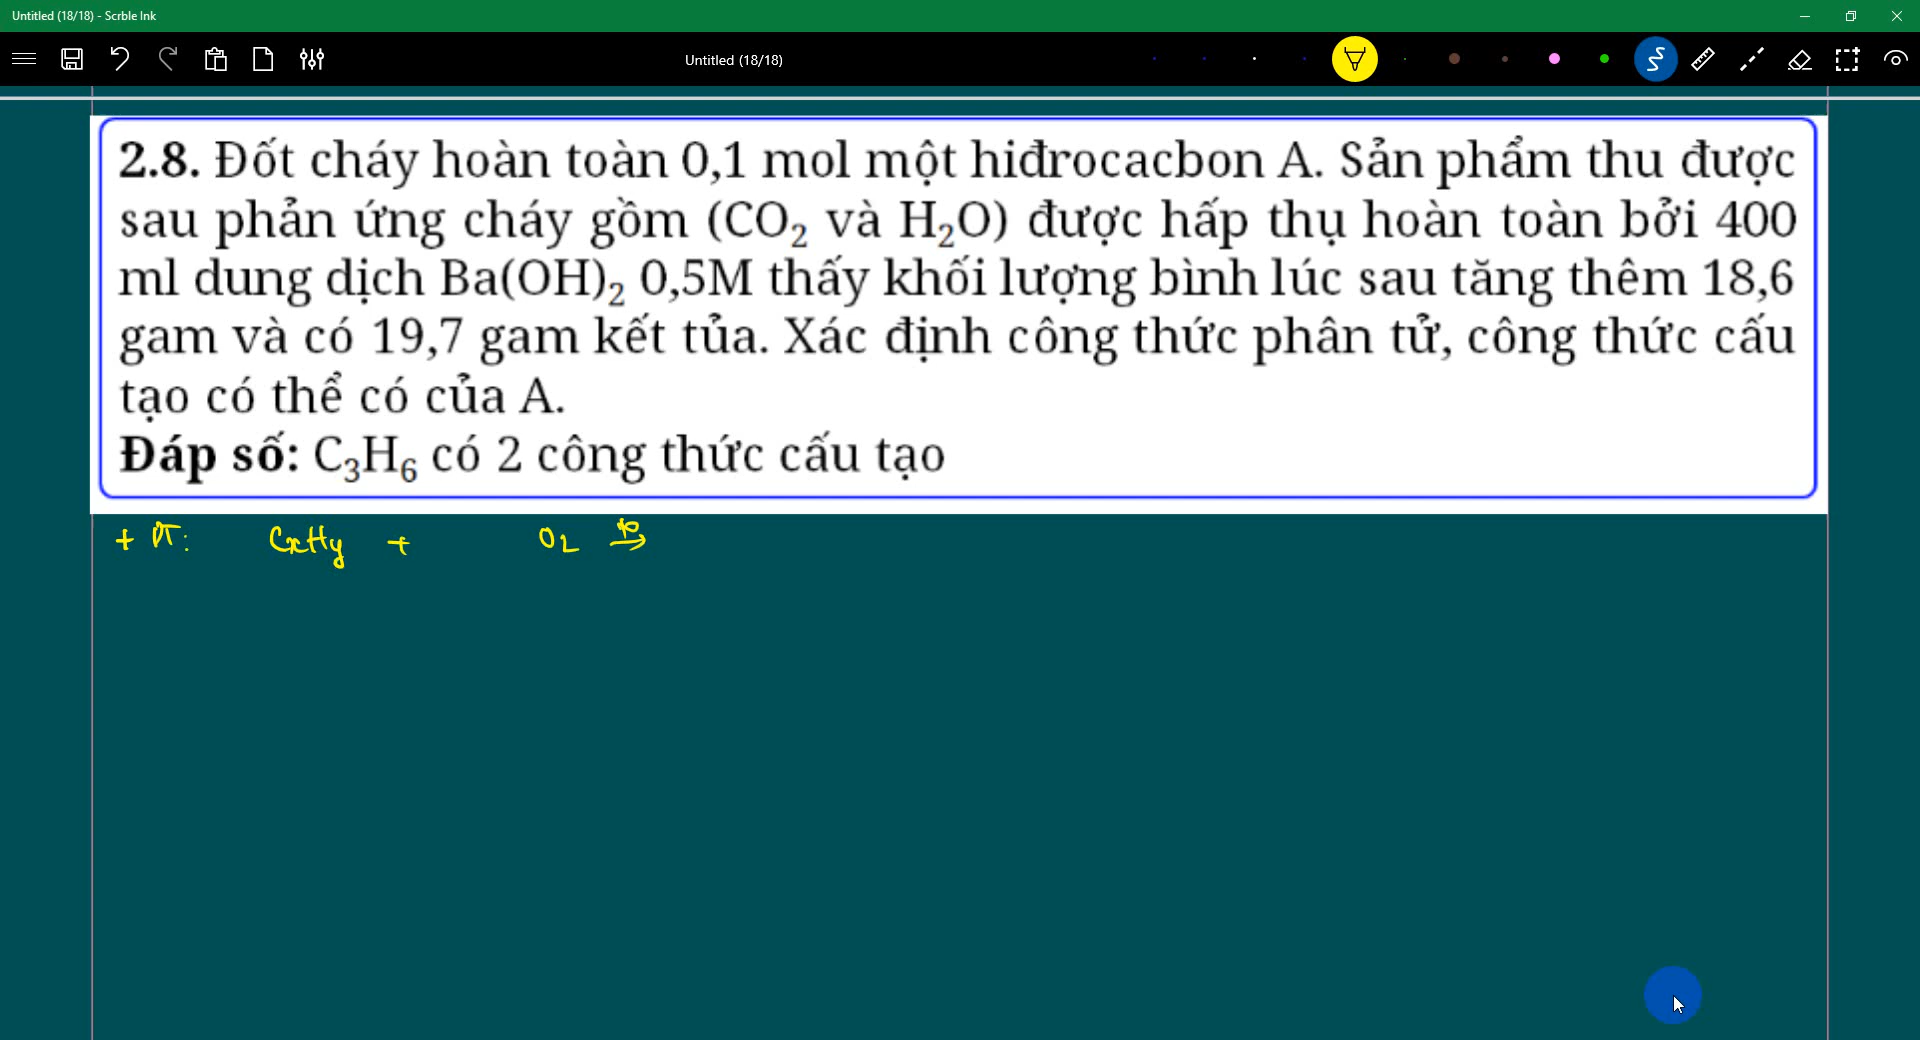 Untitled (18/18) - Scrble Ink
Untitled (18/18)
2.8. Đốt cháy hoàn toàn 0,1 mol một hiđrocacbon A. Sản phẩm thu được
sau phản ứng cháy gồm (CO₂ và H₂O) được hấp thụ hoàn toàn bởi 400
ml dung dịch Ba(OH)₂ 0,5M thấy khối lượng bình lúc sau tăng thêm 18,6
gam và có 19,7 gam kết tủa. Xác định công thức phân tử, công thức cấu
tạo có thể có của A.
Đáp số: C₃H₆ có 2 công thức cấu tạo
+ PT: CxHy + O₂ t° →